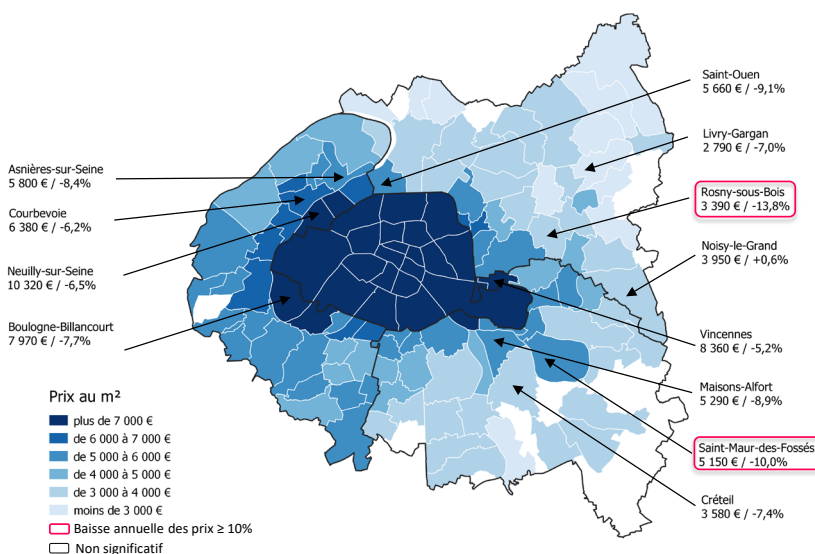 Saint-Ouen
5 660 € / -9,1%
Livry-Gargan
2 790 € / -7,0%
Rosny-sous-Bois
3 390 € / -13,8%
Noisy-le-Grand
3 950 € / +0,6%
Vincennes
8 360 € / -5,2%
Maisons-Alfort
5 290 € / -8,9%
Saint-Maur-des-Fossés
5 150 € / -10,0%
Créteil
3 580 € / -7,4%
Asnières-sur-Seine
5 800 € / -8,4%
Courbevoie
6 380 € / -6,2%
Neuilly-sur-Seine
10 320 € / -6,5%
Boulogne-Billancourt
7 970 € / -7,7%
Prix au m²
plus de 7 000 €
de 6 000 à 7 000 €
de 5 000 à 6 000 €
de 4 000 à 5 000 €
de 3 000 à 4 000 €
moins de 3 000 €
Baisse annuelle des prix ≥ 10%
Non significatif